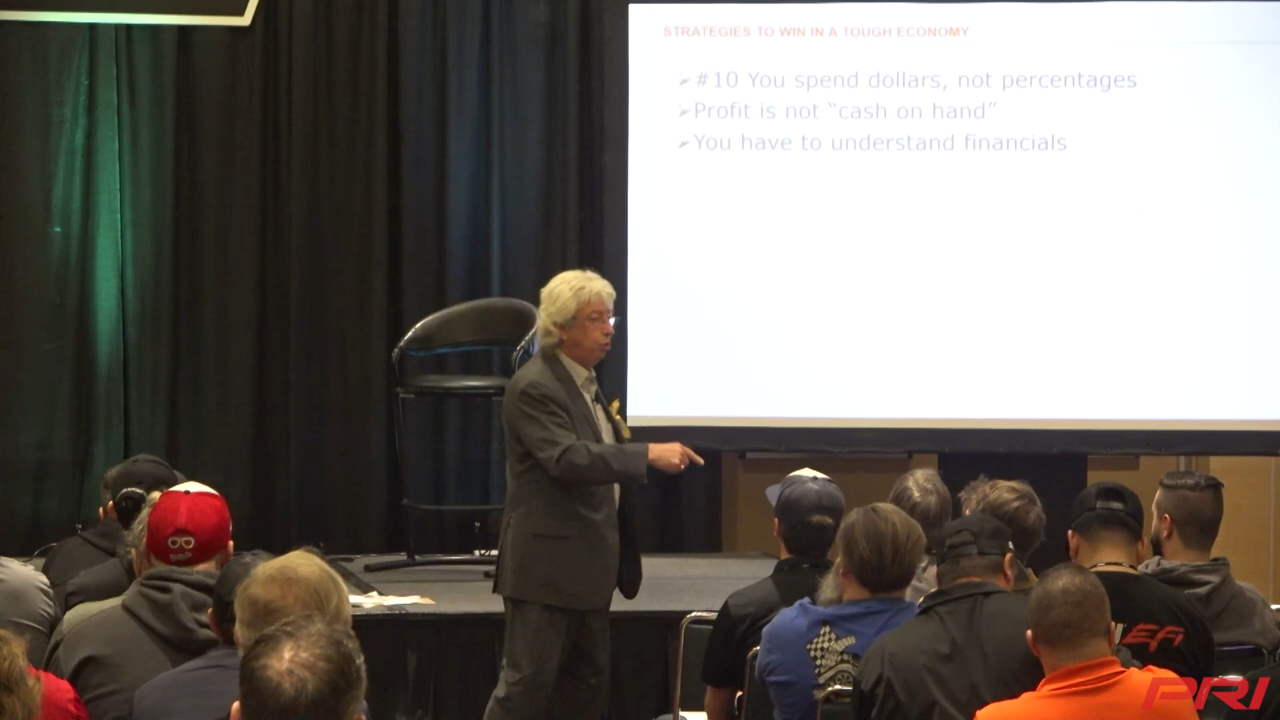 STRATEGIES TO WIN IN A TOUGH ECONOMY
#10 You spend dollars, not percentages
Profit is not “cash on hand”
You have to understand financials
EFI
PRI